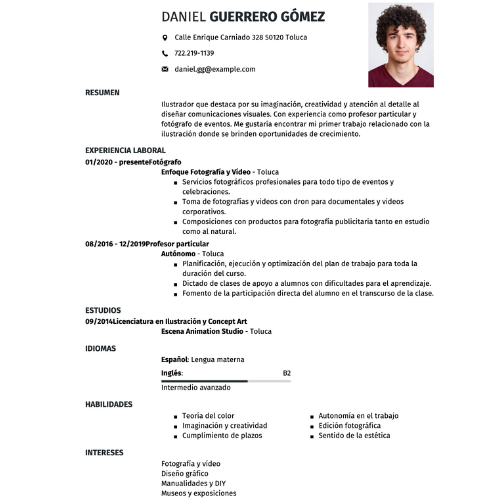 DANIEL GUERRERO GÓMEZ
Calle Enrique Carniado 328 50120 Toluca
722.219-1139
daniel.gg@example.com
RESUMEN
Ilustrador que destaca por su imaginación, creatividad y atención al detalle al
diseñar comunicaciones visuales. Con experiencia como profesor particular y
fotógrafo de eventos. Me gustaría encontrar mi primer trabajo relacionado con la
ilustración donde se brinden oportunidades de crecimiento.
EXPERIENCIA LABORAL
01/2020 - presenteFotógrafo
Enfoque Fotografía y Vídeo - Toluca
Servicios fotográficos profesionales para todo tipo de eventos y
celebraciones.
Toma de fotografías y videos con dron para documentales y videos
corporativos.
Composiciones con productos para fotografía publicitaria tanto en estudio
como al natural.
08/2016 - 12/2019Profesor particular
Autónomo - Toluca
Planificación, ejecución y optimización del plan de trabajo para toda la
duración del curso.
Dictado de clases de apoyo a alumnos con dificultades para el aprendizaje.
Fomento de la participación directa del alumno en el transcurso de la clase.
ESTUDIOS
09/2014Licenciatura en Ilustración y Concept Art
Escena Animation Studio - Toluca
IDIOMAS
Español: Lengua materna
Inglés: B2
Intermedio avanzado
HABILIDADES
Teoría del color
Imaginación y creatividad
Cumplimiento de plazos
Autonomía en el trabajo
Edición fotográfica
Sentido de la estética
INTERESES
Fotografía y vídeo
Diseño gráfico
Manualidades y DIY
Museos y exposiciones